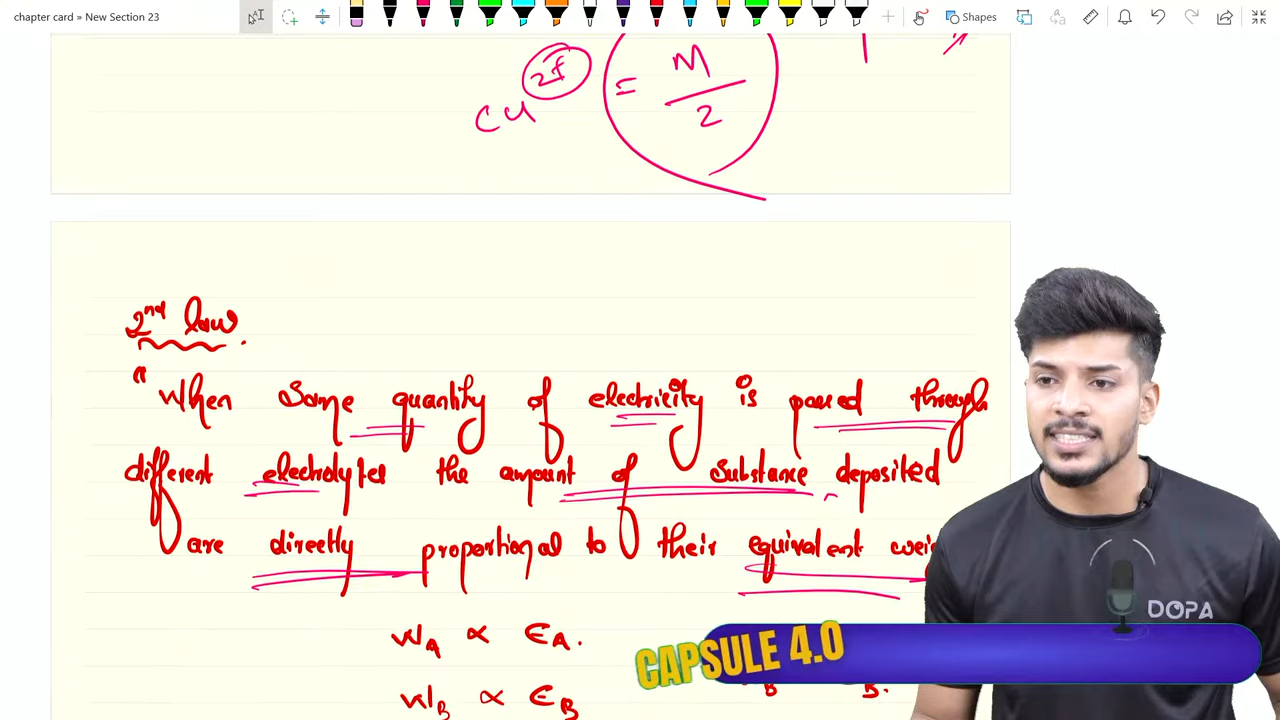 chapter card » New Section 23
Shapes
M
Cu 2F = 2
2nd law.
"When Same quantity of electricity is passed through
different electrolytes the amount of Substance deposited
are directly proportional to their equivalent
WA ∝ EA.
WB ∝ EB
B B.
DOPA
CAPSULE 4.0